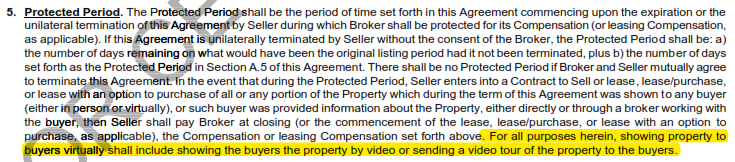 5. Protected Period. The Protected Period shall be the period of time set forth in this Agreement commencing upon the expiration or the
unilateral termination of this Agreement by Seller during which Broker shall be protected for its Compensation (or leasing Compensation,
as applicable). If this Agreement is unilaterally terminated by Seller without the consent of the Broker, the Protected Period shall be: a)
the number of days remaining on what would have been the original listing period had it not been terminated, plus b) the number of days
set forth as the Protected Period in Section A.5 of this Agreement. There shall be no Protected Period if Broker and Seller mutually agree
to terminate this Agreement. In the event that during the Protected Period, Seller enters into a Contract to Sell or lease, lease/purchase,
or lease with an option to purchase of all or any portion of the Property which during the term of this Agreement was shown to any buyer
(either in person or virtually), or such buyer was provided information about the Property, either directly or through a broker working with
the buyer, then Seller shall pay Broker at closing (or the commencement of the lease, lease/purchase, or lease with an option to
purchase, as applicable), the Compensation or leasing Compensation set forth above. For all purposes herein, showing property to
buyers virtually shall include showing the buyers the property by video or sending a video tour of the property to the buyers.